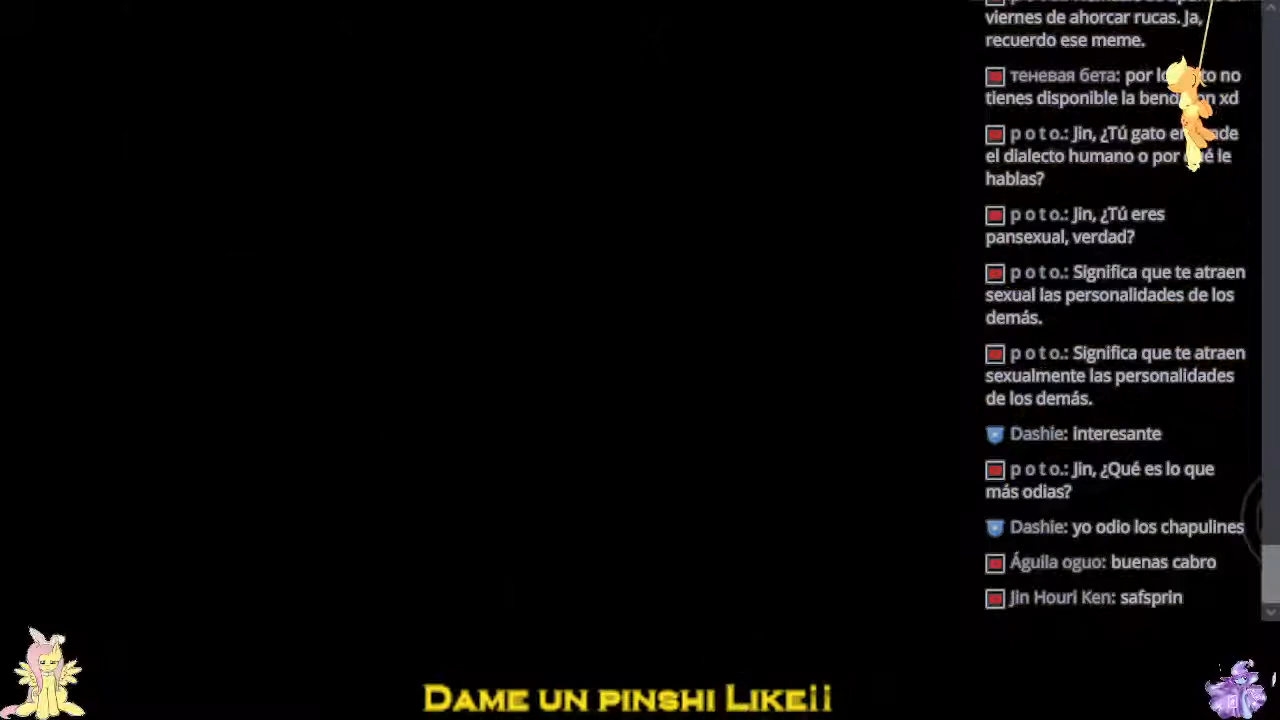 viernes de ahorcar rucas. Ja,
recuerdo ese meme.
теневая бета: por no
tienes disponible la xd
p o t o.: Jin, ¿Tú gato
el dialecto humano o por le
hablas?
p o t o.: Jin, ¿Tú eres
pansexual, verdad?
p o t o.: Significa que te atraen
sexual las personalidades de los
demás.
p o t o.: Significa que te atraen
sexualmente las personalidades
de los demás.
Dashie: interesante
p o t o.: Jin, ¿Qué es lo que
más odias?
Dashie: yo odio los chapulines
Águila oguo: buenas cabro
Jin Houri Ken: safsprin
Dame un pinshi Like¡¡